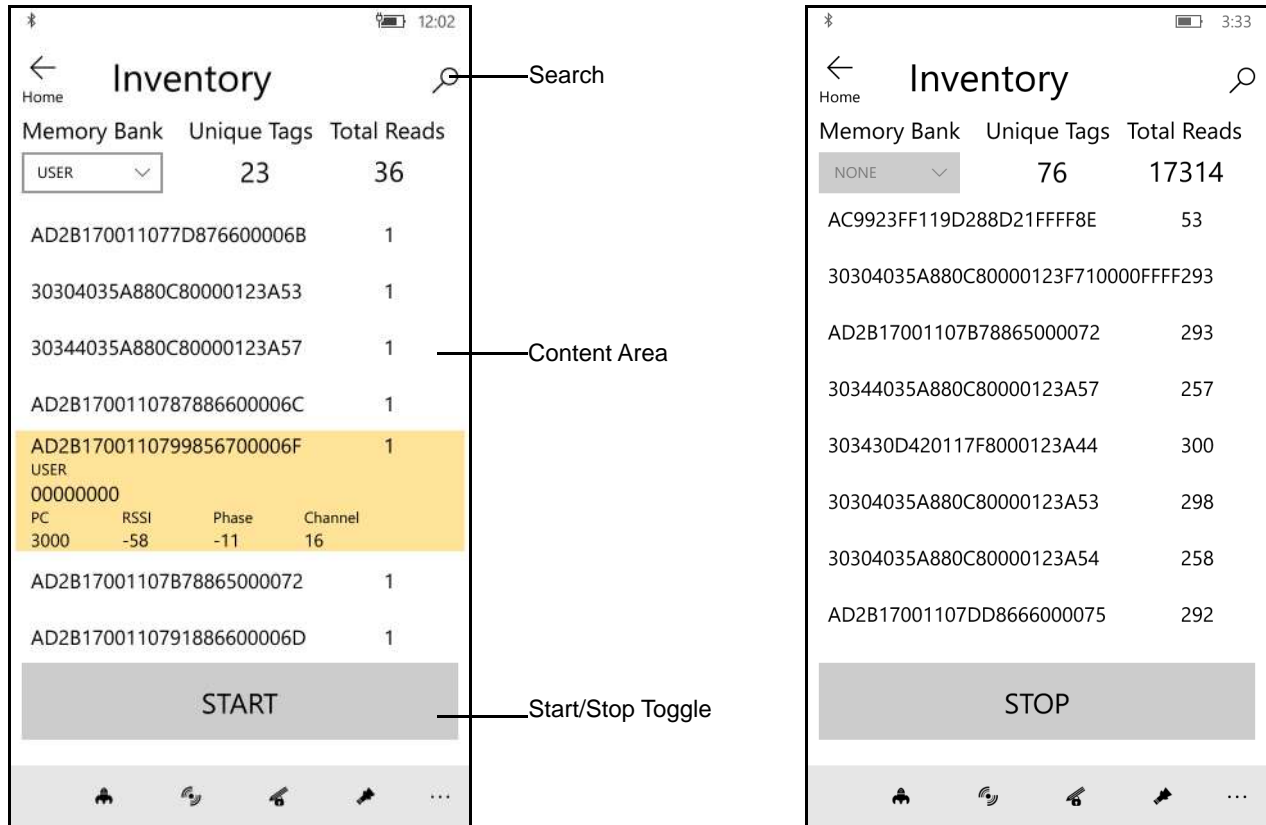 12:02
Inventory
Home
Memory Bank Unique Tags Total Reads
USER 23 36
AD2B170011077D876600006B 1
30304035A880C80000123A53 1
30344035A880C80000123A57 1
AD2B1700110787886600006C 1
AD2B1700110799856700006F 1
USER
00000000
PC RSSI Phase Channel
3000 -58 -11 16
AD2B17001107B78865000072 1
AD2B1700110791886600006D 1
START
...
Search
Content Area
Start/Stop Toggle
3:33
Inventory
Home
Memory Bank Unique Tags Total Reads
NONE 76 17314
AC9923FF119D288D21FFFF8E 53
30304035A880C80000123F710000FFFF293
AD2B17001107B78865000072 293
30344035A880C80000123A57 257
303430D420117F8000123A44 300
30304035A880C80000123A53 298
30304035A880C80000123A54 258
AD2B17001107DD8666000075 292
STOP
...